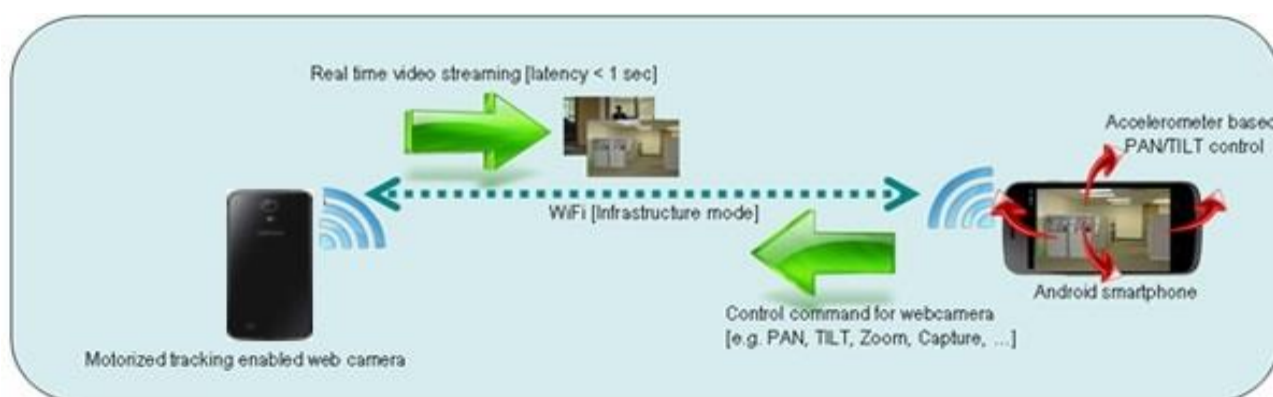 Real time video streaming [latency < 1 sec]
Accelerometer based
PAN/TILT control
WiFi [Infrastructure mode]
Android smartphone
Control command for webcamera
[e.g. PAN, TILT, Zoom, Capture, ...]
Motorized tracking enabled web camera